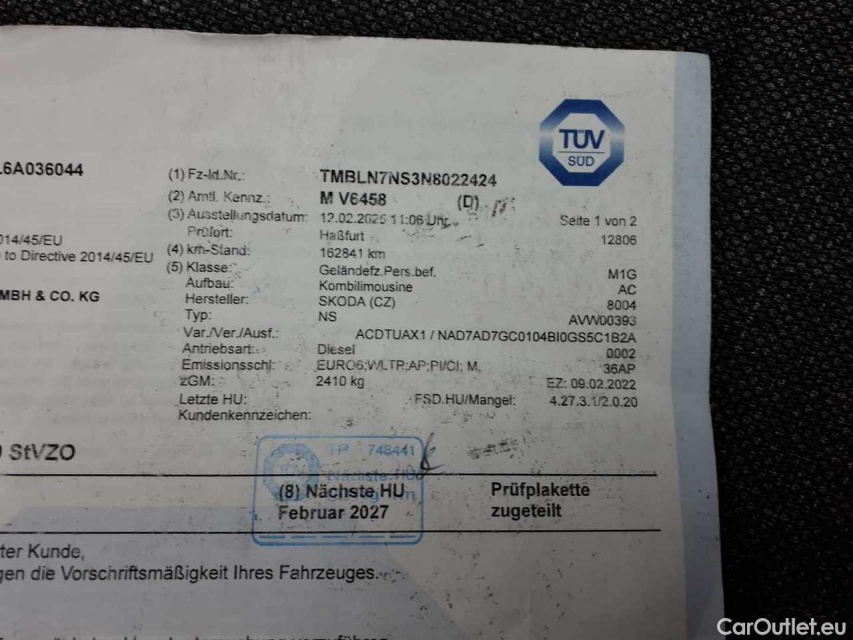 TÜV
SÜD
.6A036044
(1) Fz-Id.Nr.: TMBLN7NS3N8022424
(2) Amtl. Kennz.: M V6458 (D)
(3) Ausstellungsdatum: 12.02.2025 11:06 Uhr Seite 1 von 2
Prüfort: Haßfurt 12806
014/45/EU
(4) km-Stand: 162841 km
to Directive 2014/45/EU
(5) Klasse: Geländefz.Pers.bef. M1G
Aufbau: Kombilimousine AC
MBH & CO. KG
Hersteller: SKODA (CZ) 8004
Typ: NS AVW00393
Var./Ver./Ausf.: ACDTUAX1 / NAD7AD7GC0104BI0GS5C1B2A
Antriebsart: Diesel 0002
Emissionsschl: EURO6;WLTP;AP;PI/CI; M, 36AP
zGM: 2410 kg EZ: 09.02.2022
Letzte HU: FSD.HU/Mangel: 4.27.3.1/2.0.20
Kundenkennzeichen:
StVZO
TP 748441
TÜV
Nächste HU
(8) Nächste HU Prüfplakette
Februar 2027 zugeteilt
ter Kunde,
gen die Vorschriftsmäßigkeit Ihres Fahrzeuges.
CarOutlet.eu